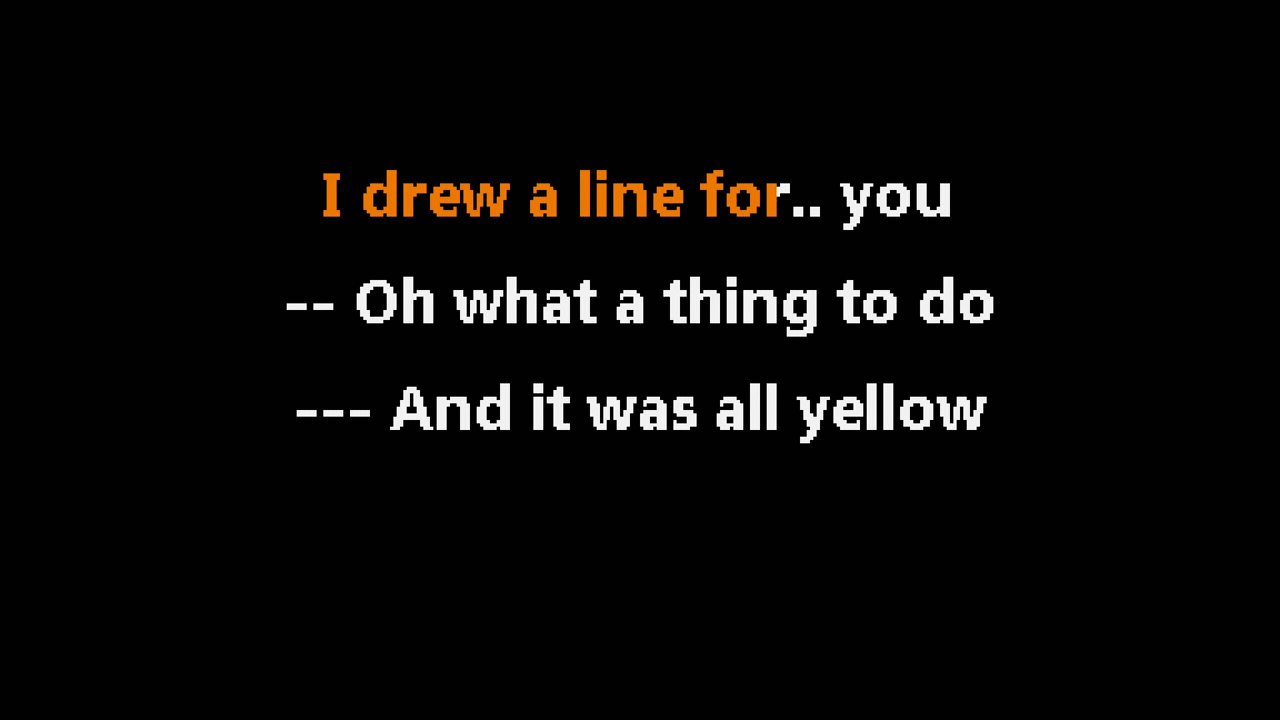 I drew a line for.. you
-- Oh what a thing to do
--- And it was all yellow